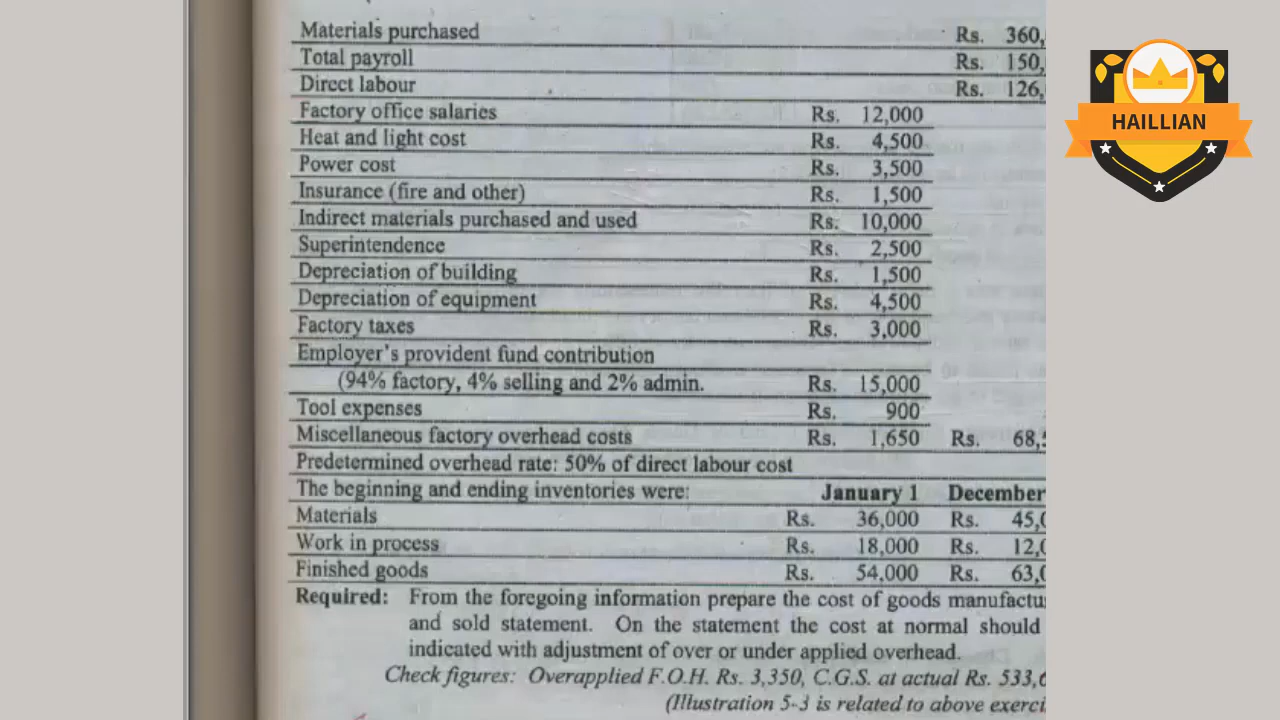 Materials purchased Rs. 360,
Total payroll Rs. 150,
Direct labour Rs. 126,
Factory office salaries Rs. 12,000
Heat and light cost Rs. 4,500
Power cost Rs. 3,500
Insurance (fire and other) Rs. 1,500
Indirect materials purchased and used Rs. 10,000
Superintendence Rs. 2,500
Depreciation of building Rs. 1,500
Depreciation of equipment Rs. 4,500
Factory taxes Rs. 3,000
Employer's provident fund contribution
(94% factory, 4% selling and 2% admin. Rs. 15,000
Tool expenses Rs. 900
Miscellaneous factory overhead costs Rs. 1,650 Rs. 68,5
Predetermined overhead rate: 50% of direct labour cost
The beginning and ending inventories were: January 1 December
Materials Rs. 36,000 Rs. 45,0
Work in process Rs. 18,000 Rs. 12,0
Finished goods Rs. 54,000 Rs. 63,0
Required: From the foregoing information prepare the cost of goods manufactu
and sold statement. On the statement the cost at normal should
indicated with adjustment of over or under applied overhead.
Check figures: Overapplied F.O.H. Rs. 3,350, C.G.S. at actual Rs. 533,6
(Illustration 5-3 is related to above exerci
HAILLIAN